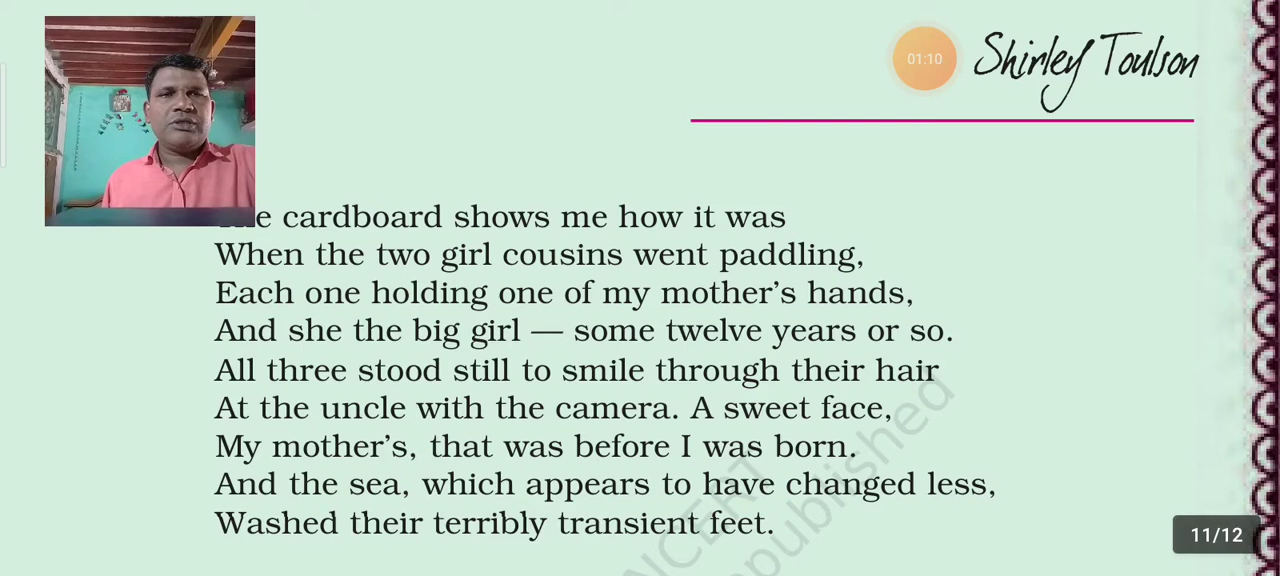 01:10
Shirley Toulson
cardboard shows me how it was
When the two girl cousins went paddling,
Each one holding one of my mother's hands,
And she the big girl — some twelve years or so.
All three stood still to smile through their hair
At the uncle with the camera. A sweet face,
My mother's, that was before I was born.
And the sea, which appears to have changed less,
Washed their terribly transient feet.
NCERT
republished
11/12